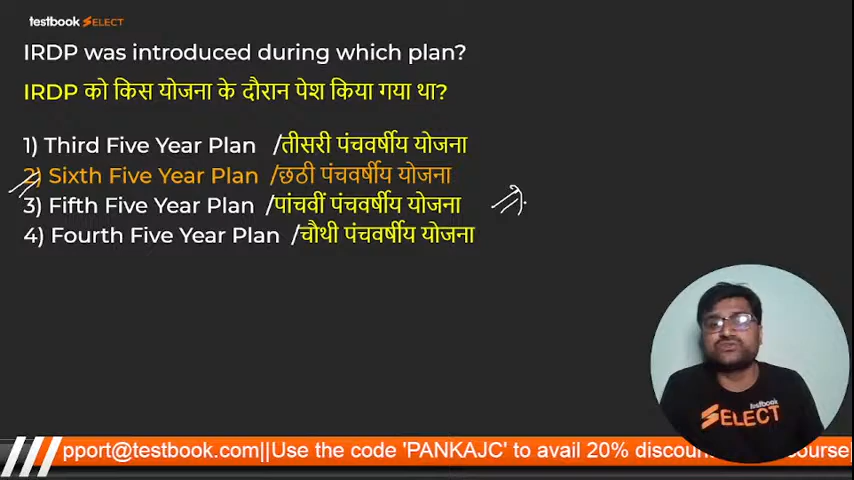 testbook SELECT
IRDP was introduced during which plan?
IRDP को किस योजना के दौरान पेश किया गया था?
1) Third Five Year Plan /तीसरी पंचवर्षीय योजना
2) Sixth Five Year Plan /छठी पंचवर्षीय योजना
3) Fifth Five Year Plan /पांचवीं पंचवर्षीय योजना
4) Fourth Five Year Plan /चौथी पंचवर्षीय योजना
testbook
SELECT
pport@testbook.com||Use the code 'PANKAJC' to avail 20% discoun course